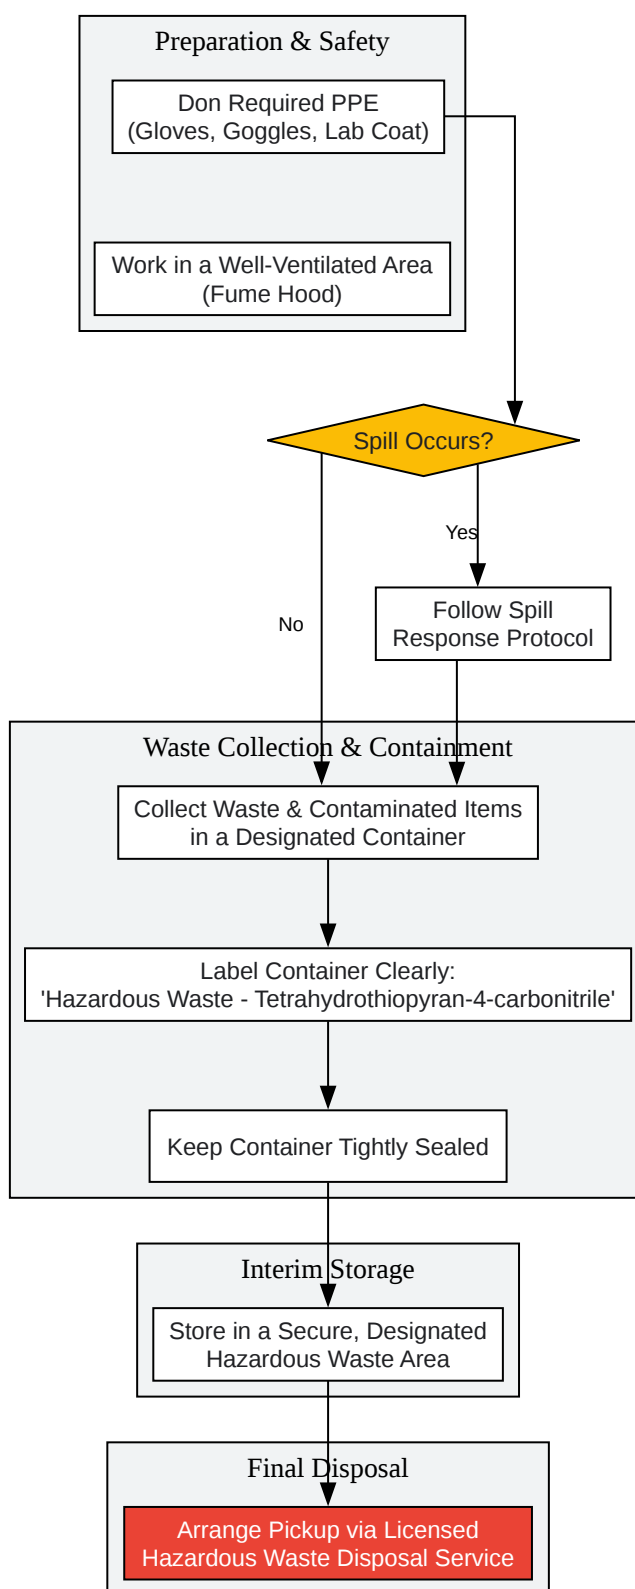 Preparation & Safety
Don Required PPE
(Gloves, Goggles, Lab Coat)
Work in a Well-Ventilated Area
(Fume Hood)
Spill Occurs?
Yes
No
Follow Spill
Response Protocol
Waste Collection & Containment
Collect Waste & Contaminated Items
in a Designated Container
Label Container Clearly:
'Hazardous Waste - Tetrahydrothiopyran-4-carbonitrile'
Keep Container Tightly Sealed
Interim Storage
Store in a Secure, Designated
Hazardous Waste Area
Final Disposal
Arrange Pickup via Licensed
Hazardous Waste Disposal Service